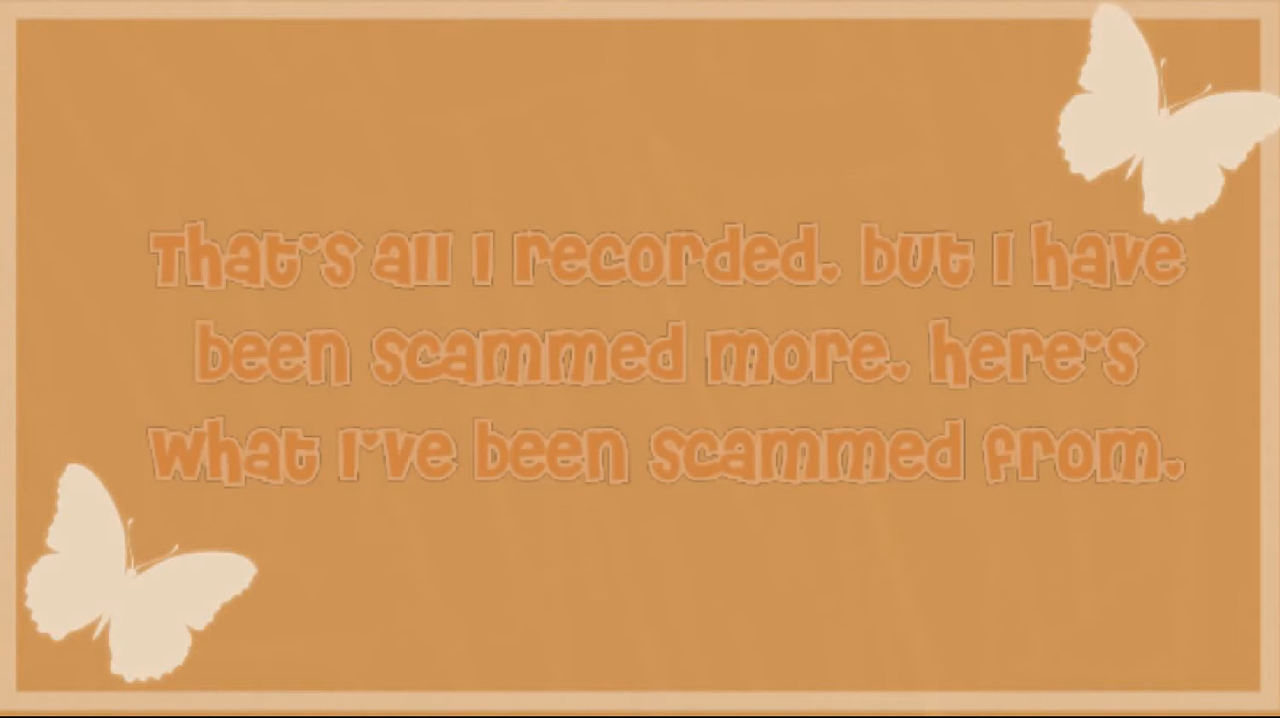 That's all I recorded. but I have
been scammed more. here's
what I've been scammed from.